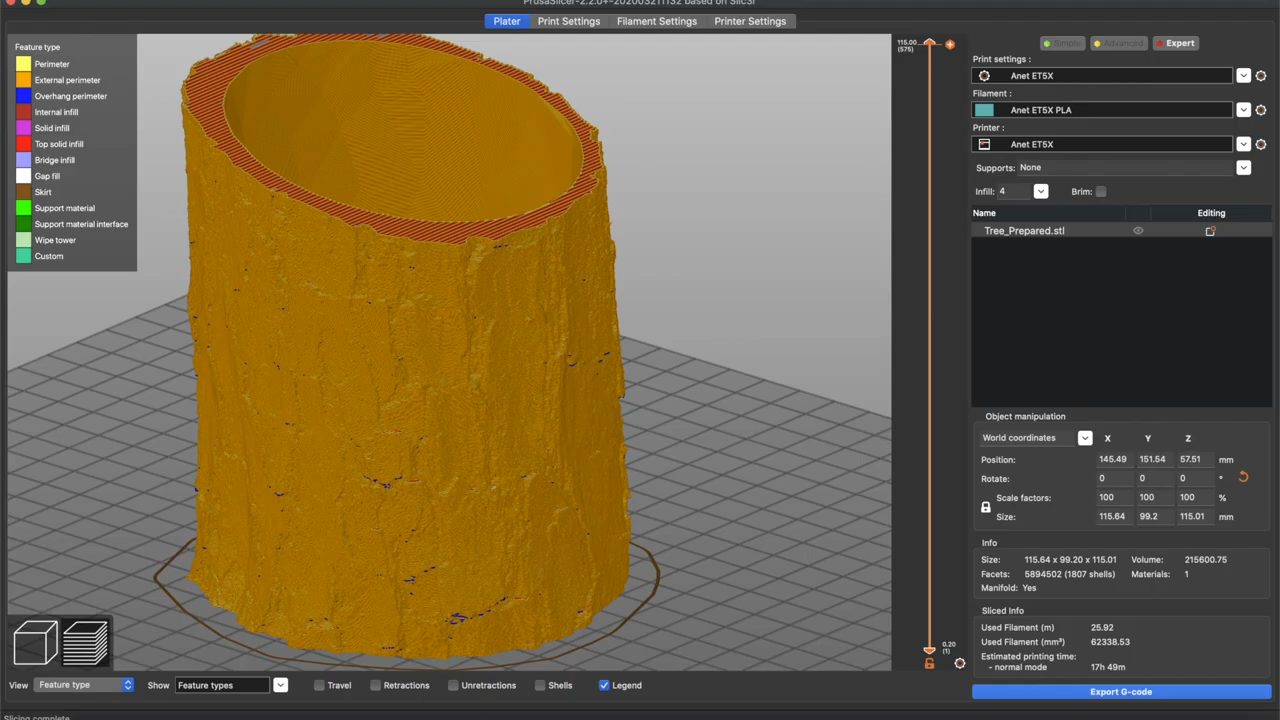 PrusaSlicer-2.2.0+-202003211132 based on Slic3r
Plater
Print Settings
Filament Settings
Printer Settings
Feature type
Perimeter
External perimeter
Overhang perimeter
Internal infill
Solid infill
Top solid infill
Bridge infill
Gap fill
Skirt
Support material
Support material interface
Wipe tower
Custom
115.00
(575)
0.20
(1)
Simple
Advanced
Expert
Print settings :
Anet ET5X
Filament :
Anet ET5X PLA
Printer :
Anet ET5X
Supports: None
Infill: 4 Brim:
Name Editing
Tree_Prepared.stl
Object manipulation
World coordinates X Y Z
Position: 145.49 151.54 57.51 mm
Rotate: 0 0 0 °
Scale factors: 100 100 100 %
Size: 115.64 99.2 115.01 mm
Info
Size: 115.64 x 99.20 x 115.01 Volume: 215600.75
Facets: 5894502 (1807 shells) Materials: 1
Manifold: Yes
Sliced Info
Used Filament (m) 25.92
Used Filament (mm³) 62338.53
Estimated printing time:
- normal mode 17h 49m
Export G-code
View Feature type Show Feature types Travel Retractions Unretractions Shells Legend
Slicing complete